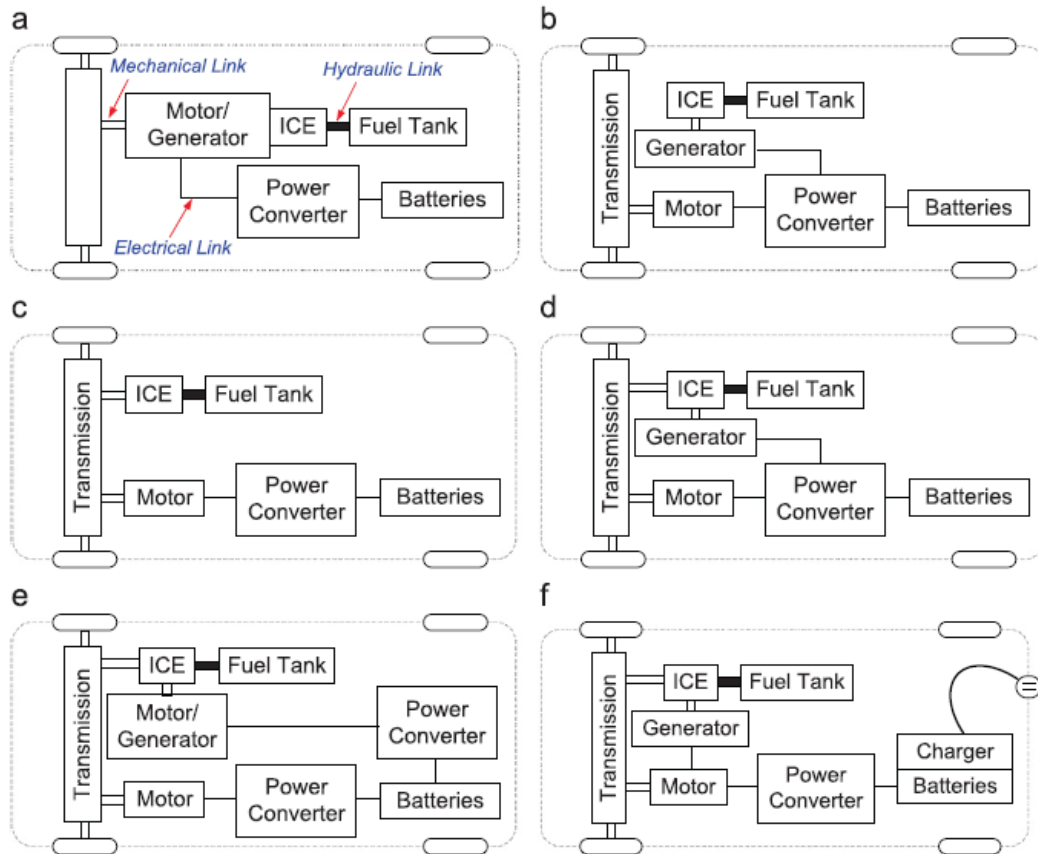 a
Mechanical Link
Hydraulic Link
Motor/
Generator
ICE
Fuel Tank
Power
Converter
Batteries
Electrical Link
b
Transmission
ICE
Fuel Tank
Generator
Motor
Power
Converter
Batteries
c
Transmission
ICE
Fuel Tank
Motor
Power
Converter
Batteries
d
Transmission
ICE
Fuel Tank
Generator
Motor
Power
Converter
Batteries
e
Transmission
ICE
Fuel Tank
Motor/
Generator
Power
Converter
Motor
Power
Converter
Batteries
f
Transmission
ICE
Fuel Tank
Generator
Motor
Power
Converter
Charger
Batteries